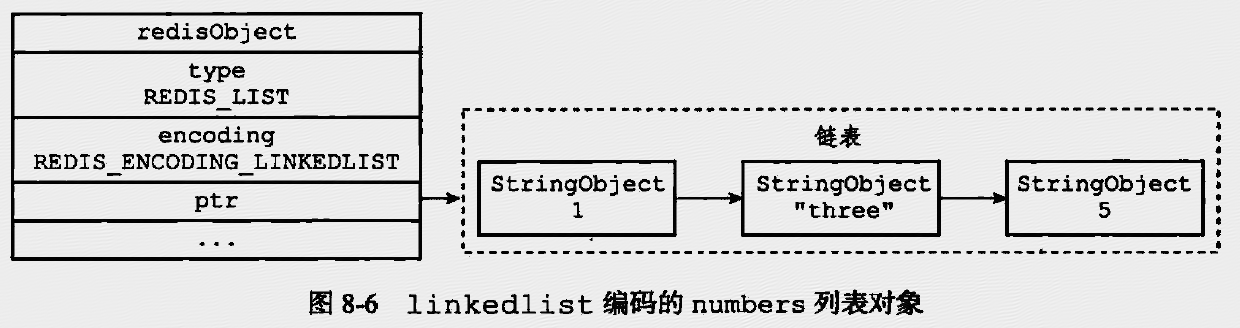 redisObject
type
REDIS_LIST
encoding
REDIS_ENCODING_LINKEDLIST
ptr
...
链表
StringObject
1
StringObject
"three"
StringObject
5
图 8-6 linkedlist 编码的 numbers 列表对象